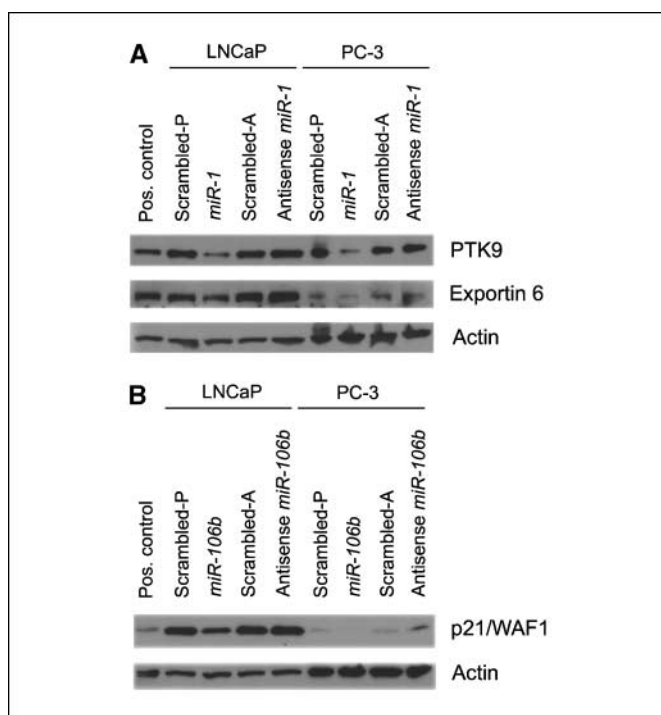 A
LNCaP PC-3
Pos. control
Scrambled-P
miR-1
Scrambled-A
Antisense miR-1
Scrambled-P
miR-1
Scrambled-A
Antisense miR-1
PTK9
Exportin 6
Actin
B
LNCaP PC-3
Pos. control
Scrambled-P
miR-106b
Scrambled-A
Antisense miR-106b
Scrambled-P
miR-106b
Scrambled-A
Antisense miR-106b
p21/WAF1
Actin